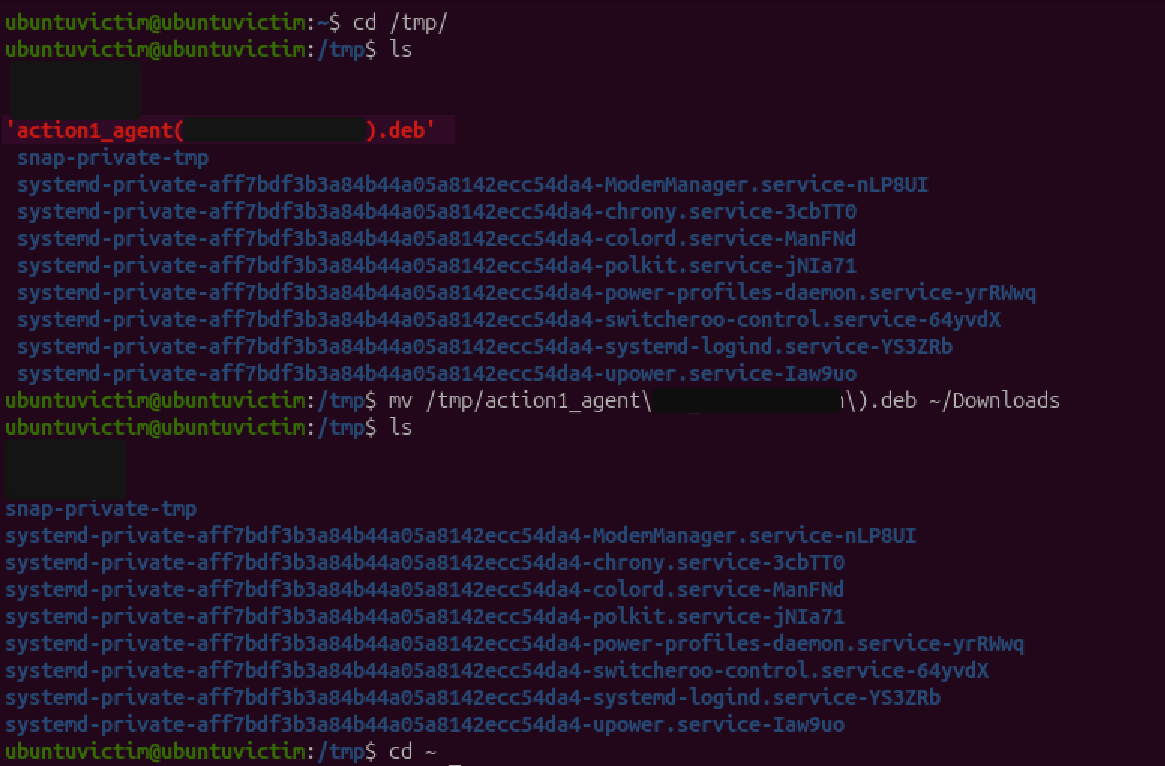 ubuntuvictim@ubuntuvictim:~$ cd /tmp/
ubuntuvictim@ubuntuvictim:/tmp$ ls
'action1_agent( ).deb'
snap-private-tmp
systemd-private-aff7bdf3b3a84b44a05a8142ecc54da4-ModemManager.service-nLP8UI
systemd-private-aff7bdf3b3a84b44a05a8142ecc54da4-chrony.service-3cbTT0
systemd-private-aff7bdf3b3a84b44a05a8142ecc54da4-colord.service-ManFNd
systemd-private-aff7bdf3b3a84b44a05a8142ecc54da4-polkit.service-jNIa71
systemd-private-aff7bdf3b3a84b44a05a8142ecc54da4-power-profiles-daemon.service-yrRWwq
systemd-private-aff7bdf3b3a84b44a05a8142ecc54da4-switcheroo-control.service-64yvdX
systemd-private-aff7bdf3b3a84b44a05a8142ecc54da4-systemd-logind.service-YS3ZRb
systemd-private-aff7bdf3b3a84b44a05a8142ecc54da4-upower.service-Iaw9uo
ubuntuvictim@ubuntuvictim:/tmp$ mv /tmp/action1_agent\ \).deb ~/Downloads
ubuntuvictim@ubuntuvictim:/tmp$ ls
snap-private-tmp
systemd-private-aff7bdf3b3a84b44a05a8142ecc54da4-ModemManager.service-nLP8UI
systemd-private-aff7bdf3b3a84b44a05a8142ecc54da4-chrony.service-3cbTT0
systemd-private-aff7bdf3b3a84b44a05a8142ecc54da4-colord.service-ManFNd
systemd-private-aff7bdf3b3a84b44a05a8142ecc54da4-polkit.service-jNIa71
systemd-private-aff7bdf3b3a84b44a05a8142ecc54da4-power-profiles-daemon.service-yrRWwq
systemd-private-aff7bdf3b3a84b44a05a8142ecc54da4-switcheroo-control.service-64yvdX
systemd-private-aff7bdf3b3a84b44a05a8142ecc54da4-systemd-logind.service-YS3ZRb
systemd-private-aff7bdf3b3a84b44a05a8142ecc54da4-upower.service-Iaw9uo
ubuntuvictim@ubuntuvictim:/tmp$ cd ~